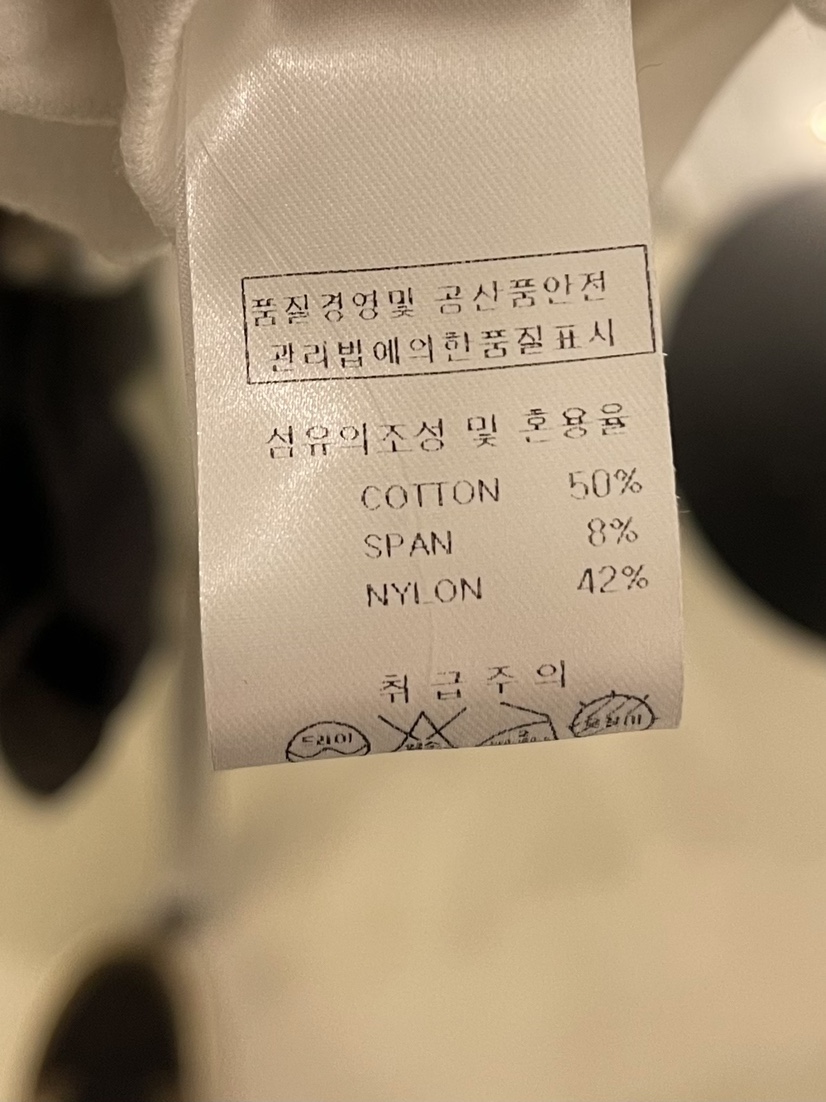 품질경영및 공산품안전
관리법에의한품질표시
섬유의조성 및 혼용율
COTTON 50%
SPAN 8%
NYLON 42%
취급주의
드라이